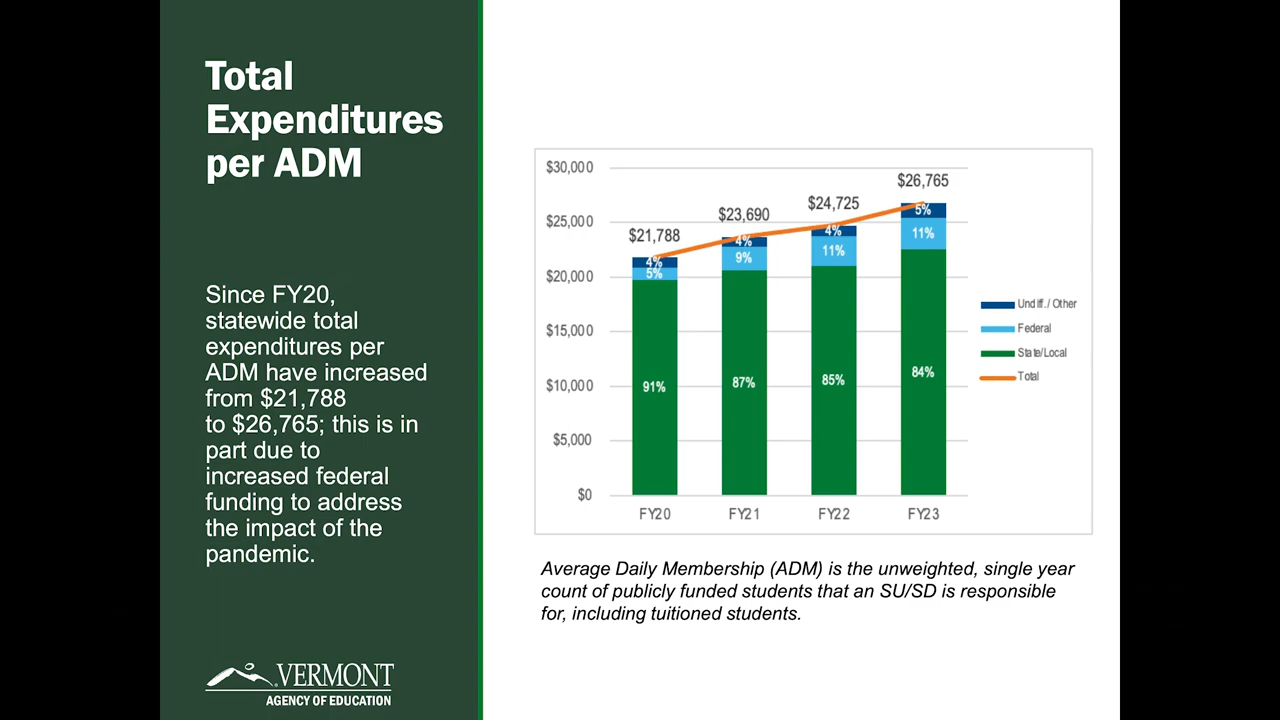 Total
Expenditures
per ADM
Since FY20,
statewide total
expenditures per
ADM have increased
from $21,788
to $26,765; this is in
part due to
increased federal
funding to address
the impact of the
pandemic.
VERMONT
AGENCY OF EDUCATION
$30,000
$25,000
$20,000
$15,000
$10,000
$5,000
$0
$21,788
$23,690
$24,725
$26,765
4%
5%
91%
4%
9%
87%
4%
11%
85%
5%
11%
84%
FY20
FY21
FY22
FY23
Undiff./ Other
Federal
State/Local
Total
Average Daily Membership (ADM) is the unweighted, single year
count of publicly funded students that an SU/SD is responsible
for, including tuitioned students.